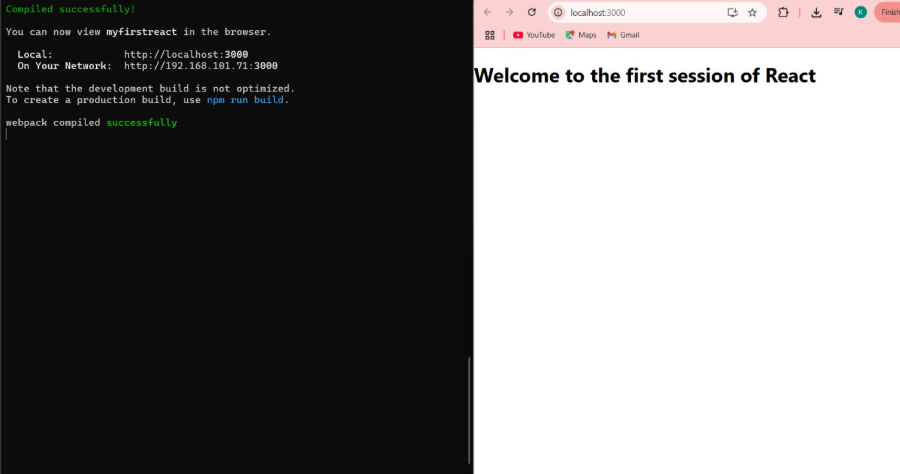 Compiled successfully!
You can now view myfirstreact in the browser.
Local: http://localhost:3000
On Your Network: http://192.168.101.71:3000
Note that the development build is not optimized.
To create a production build, use npm run build.
webpack compiled successfully
localhost:3000
K
Finish
YouTube
Maps
Gmail
Welcome to the first session of React